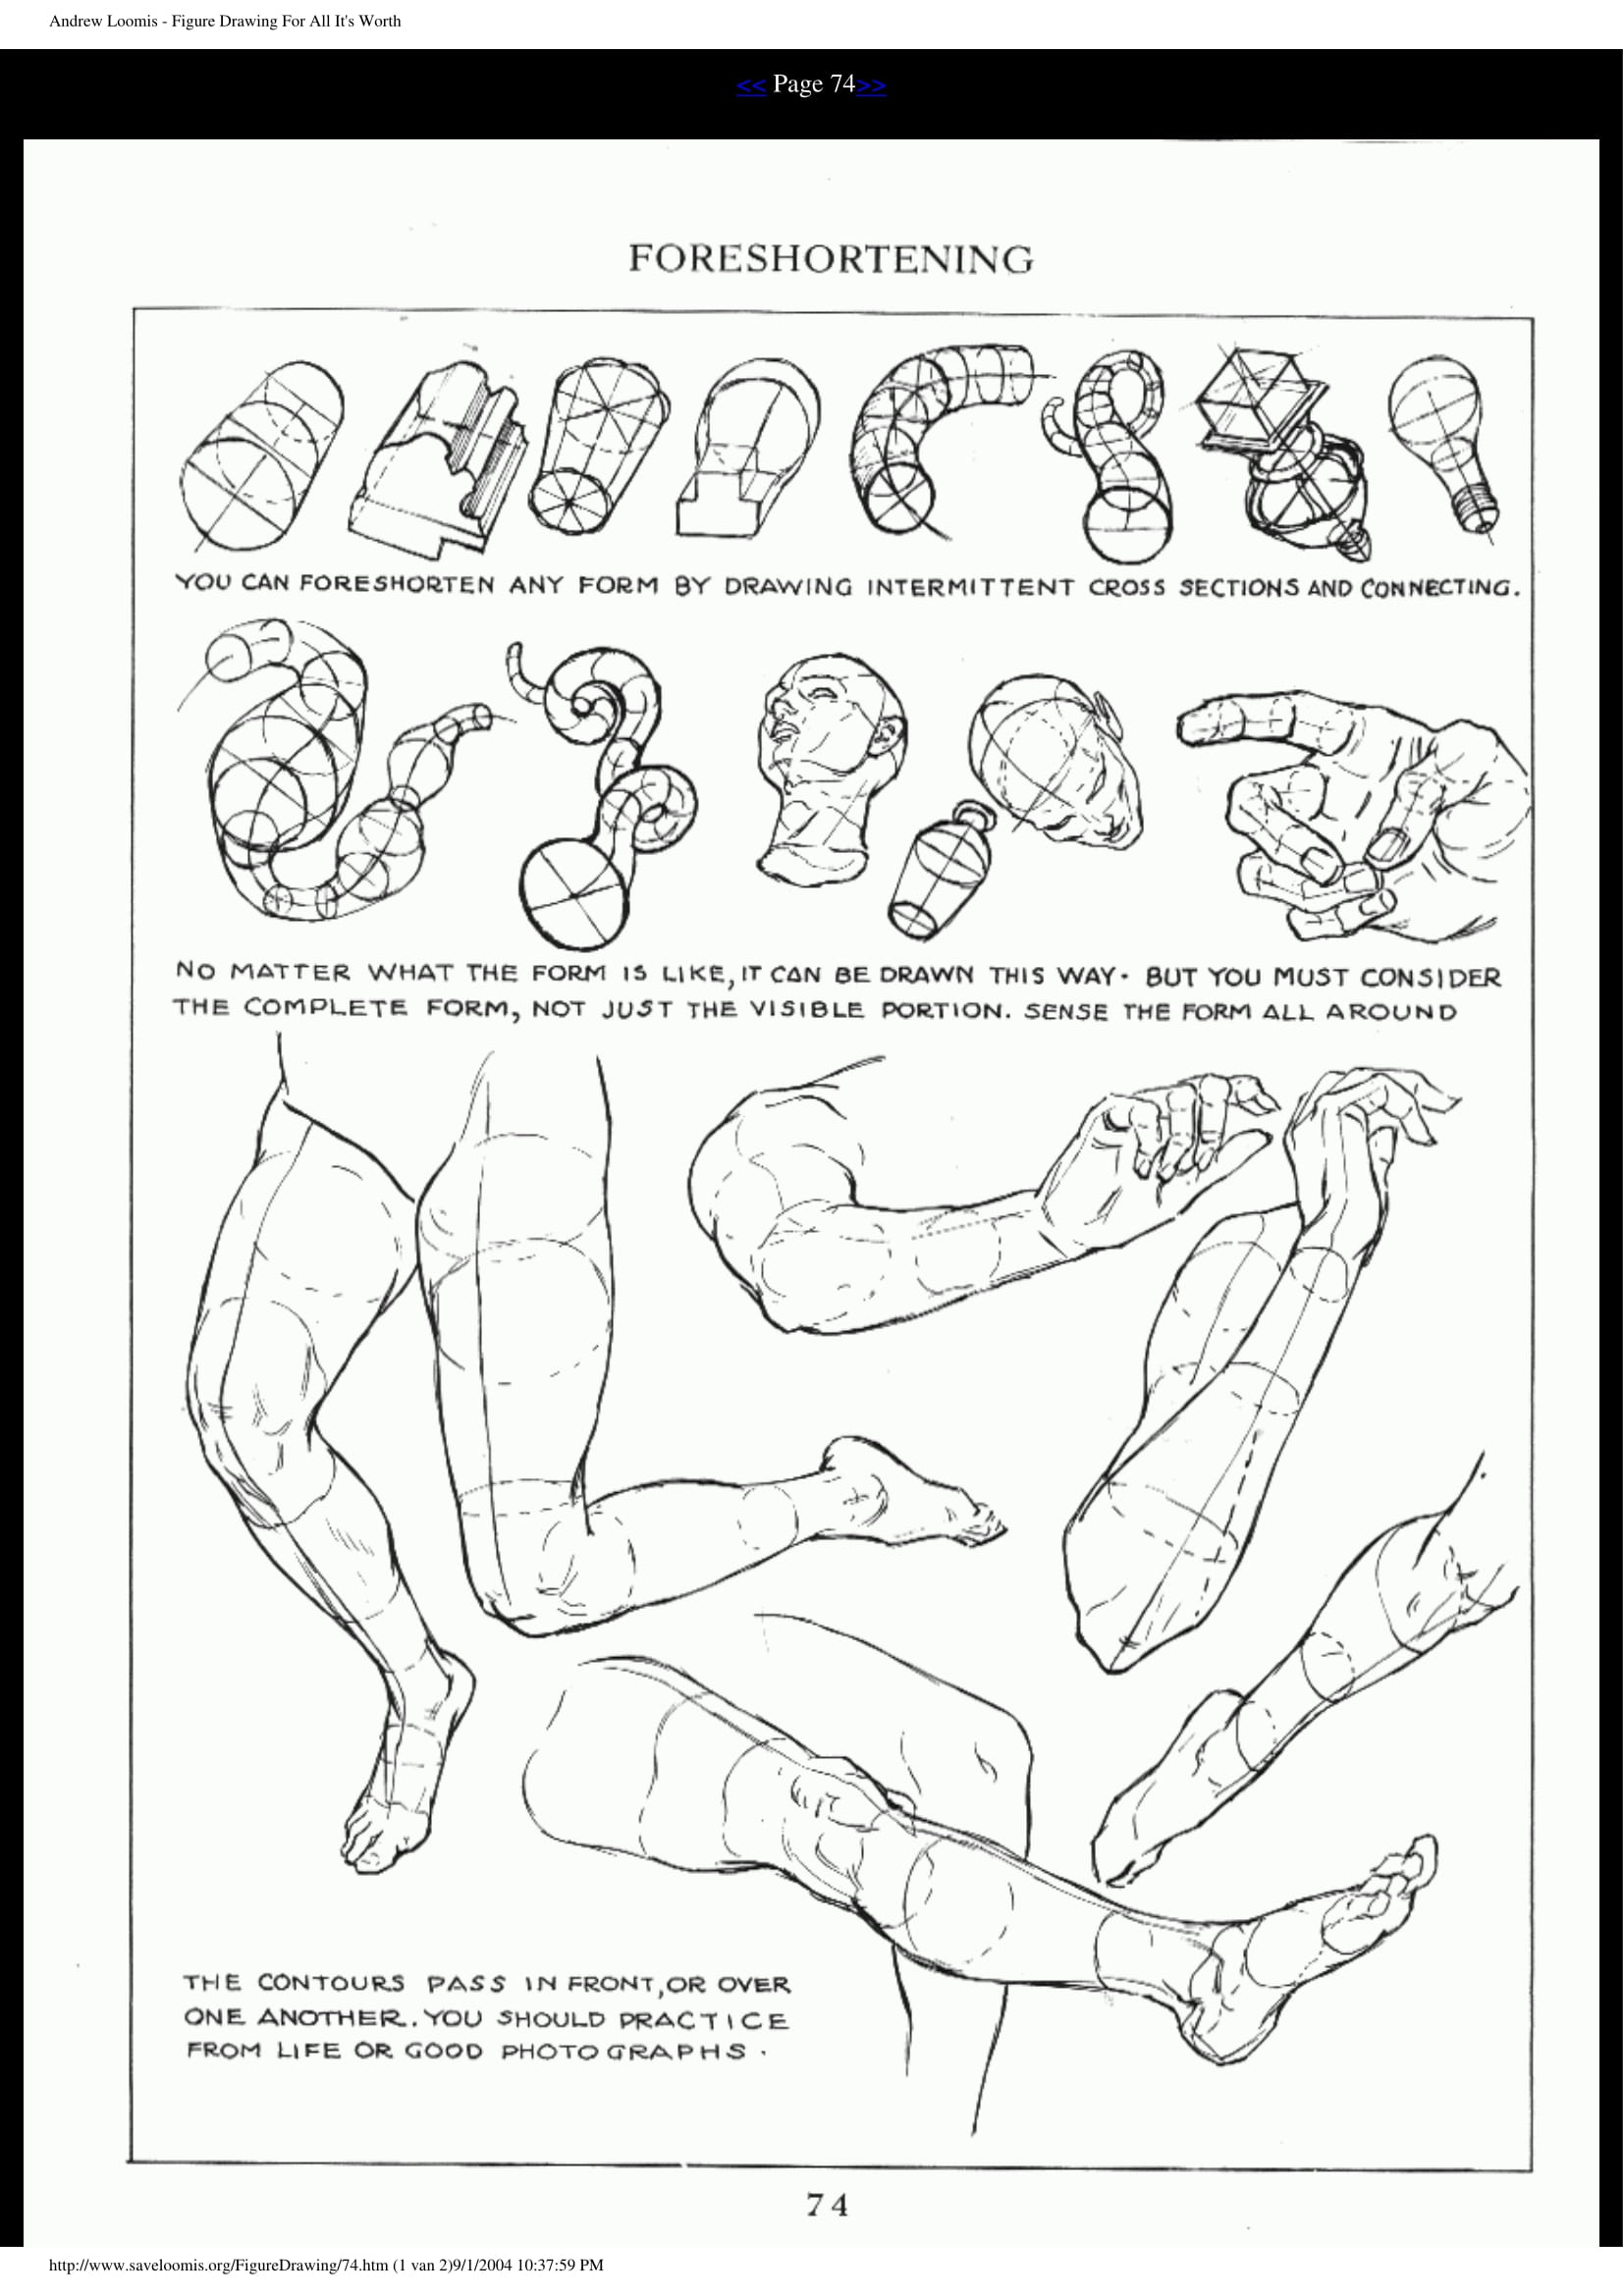 Andrew Loomis - Figure Drawing For All It's Worth
<< Page 74>>
FORESHORTENING
YOU CAN FORESHORTEN ANY FORM BY DRAWING INTERMITTENT CROSS SECTIONS AND CONNECTING.
NO MATTER WHAT THE FORM IS LIKE, IT CAN BE DRAWN THIS WAY. BUT YOU MUST CONSIDER
THE COMPLETE FORM, NOT JUST THE VISIBLE PORTION. SENSE THE FORM ALL AROUND
THE CONTOURS PASS IN FRONT, OR OVER
ONE ANOTHER. YOU SHOULD PRACTICE
FROM LIFE OR GOOD PHOTOGRAPHS.
74
http://www.saveloomis.org/FigureDrawing/74.htm (1 van 2)9/1/2004 10:37:59 PM